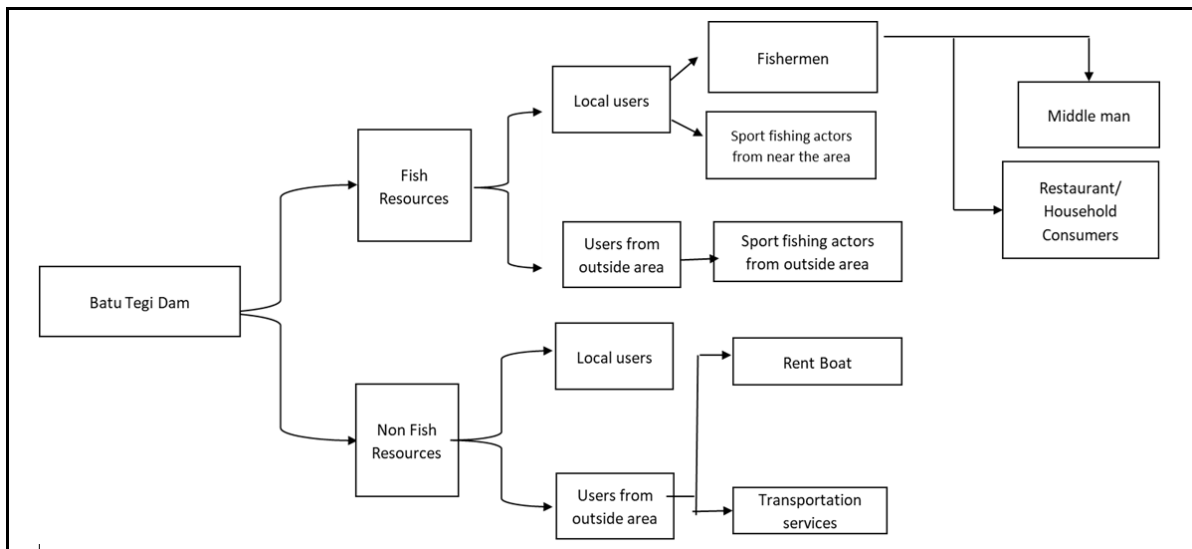 Fishermen
Local users
Middle man
Sport fishing actors
from near the area
Fish
Resources
Restaurant/
Household
Consumers
Users from
outside area
Sport fishing actors
from outside area
Batu Tegi Dam
Local users
Rent Boat
Non Fish
Resources
Users from
outside area
Transportation
services